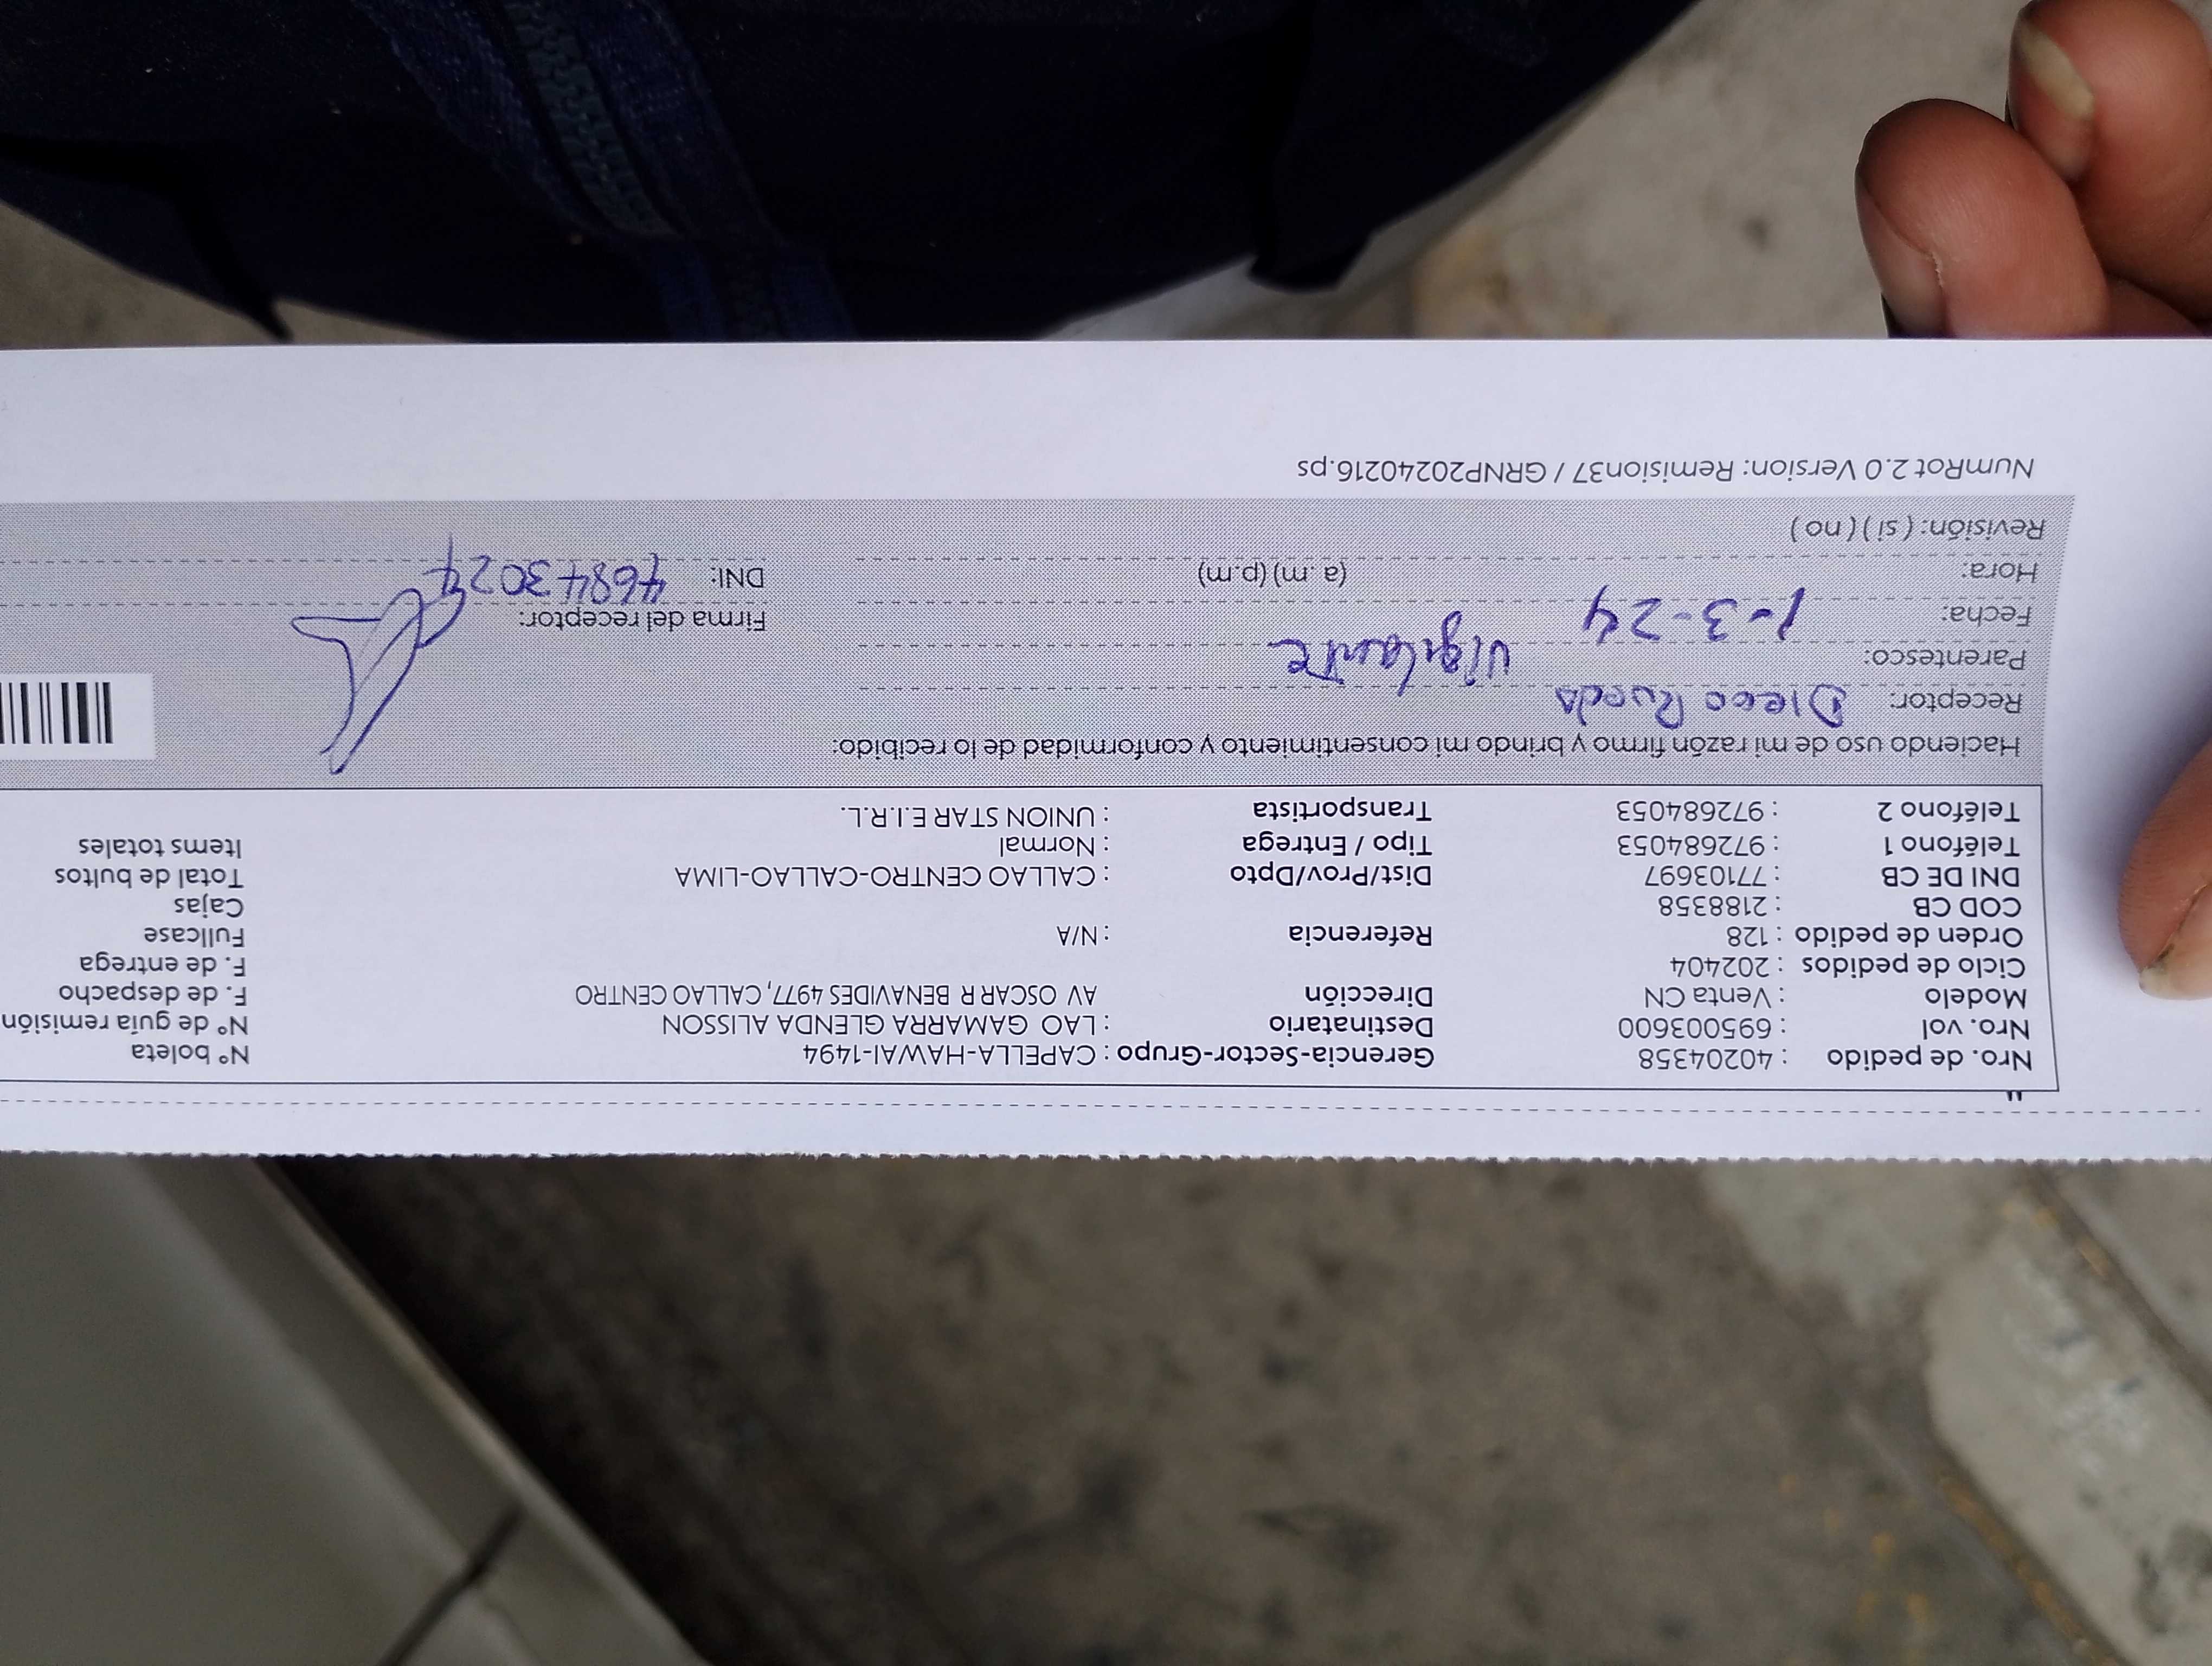 Nro. de pedido : 40204358 Gerencia-Sector-Grupo : CAPELLA-HAWAI-1494 N° boleta
Nro. vol : 695003600 Destinatario : LAO GAMARRA GLENDA ALISSON N° de guía remisión
Modelo : Venta CN Dirección AV OSCAR R BENAVIDES 4977, CALLAO CENTRO F. de despacho
Ciclo de pedidos : 202404 F. de entrega
Orden de pedido : 128 Referencia : N/A Fullcase
COD CB : 2188358 Cajas
DNI DE CB : 77103697 Dist/Prov/Dpto : CALLAO CENTRO-CALLAO-LIMA Total de bultos
Teléfono 1 : 972684053 Tipo / Entrega : Normal Items totales
Teléfono 2 : 972684053 Transportista : UNION STAR E.I.R.L.
Haciendo uso de mi razón firmo y brindo mi consentimiento y conformidad de lo recibido:
Receptor: Diego Rueda
Parentesco: Vigilante
Fecha: 1-3-24 Firma del receptor:
Hora: (a.m) (p.m) DNI: 46843024
Revisión: ( si ) ( no )
NumRot 2.0 Version: Remision37 / GRNP20240216.ps